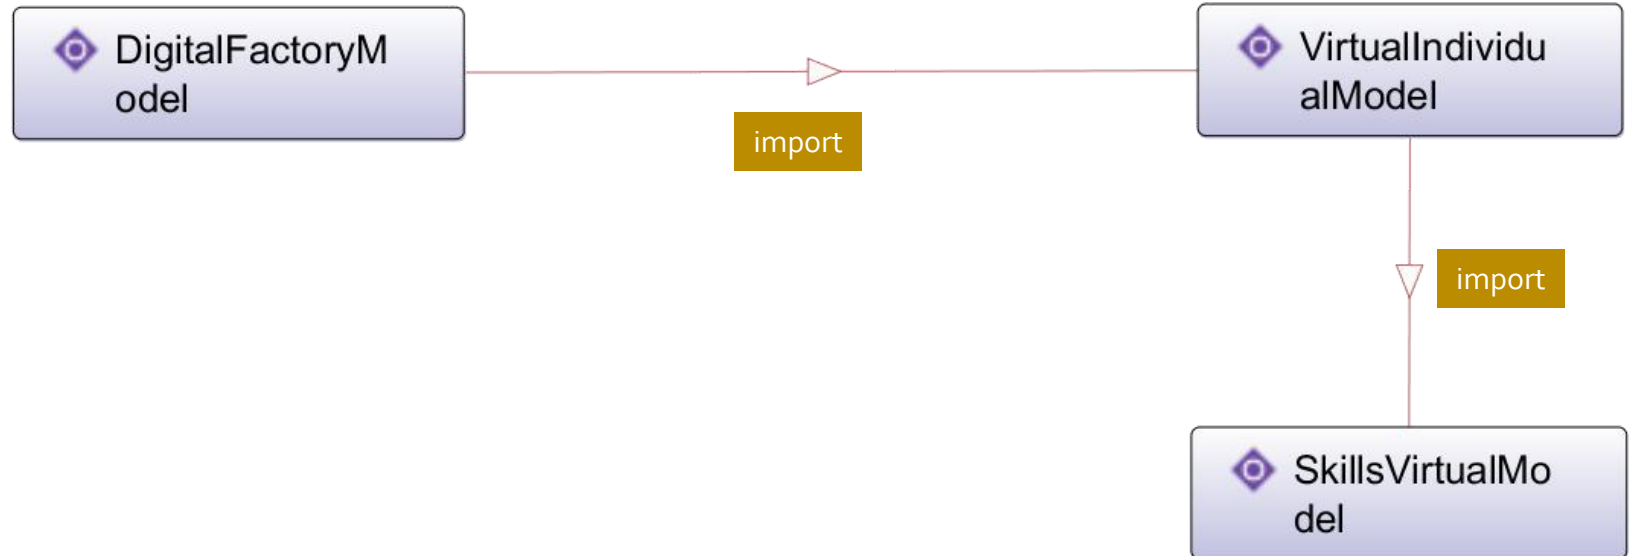 DigitalFactoryM
odel
VirtualIndividu
alModel
import
import
SkillsVirtualMo
del